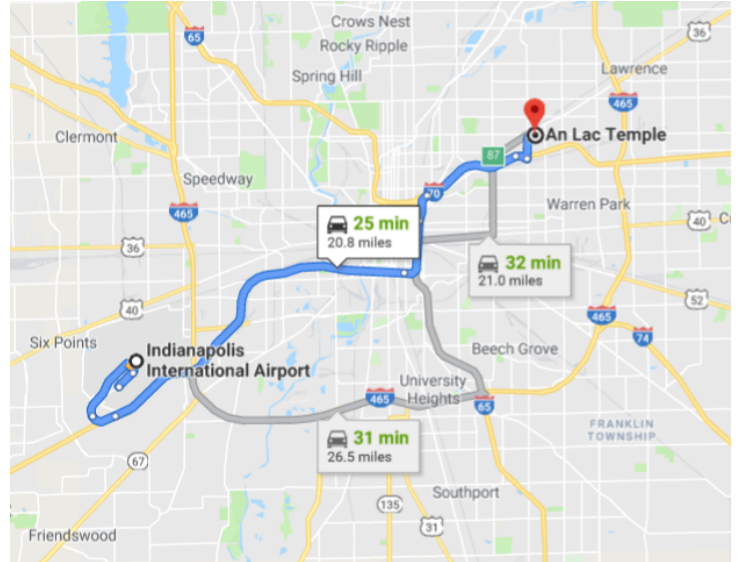 Crows Nest
36
65
Rocky Ripple
Spring Hill
Lawrence
465
Clermont
An Lac Temple
87
Speedway
70
465
Warren Park
25 min
20.8 miles
40
36
32 min
21.0 miles
40
52
465
74
Six Points
Indianapolis
International Airport
Beech Grove
University
Heights
465
65
FRANKLIN
TOWNSHIP
31 min
26.5 miles
67
Southport
135
31
Friendswood